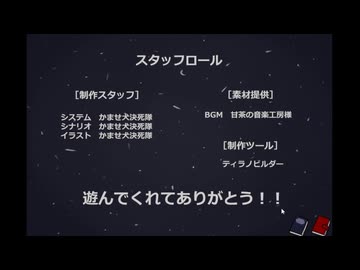 スタッフロール
［制作スタッフ］
システム　かませ犬決死隊
シナリオ　かませ犬決死隊
イラスト　かませ犬決死隊
［素材提供］
BGM　甘茶の音楽工房様
［制作ツール］
ティラノビルダー
遊んでくれてありがとう！！